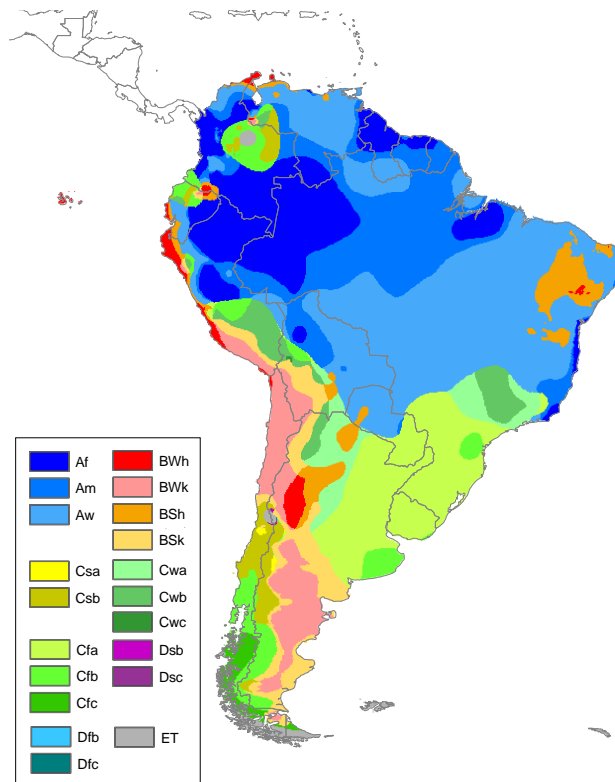 Af
Am
Aw
Csa
Csb
Cfa
Cfb
Cfc
Dfb
Dfc
BWh
BWk
BSh
BSk
Cwa
Cwb
Cwc
Dsb
Dsc
ET